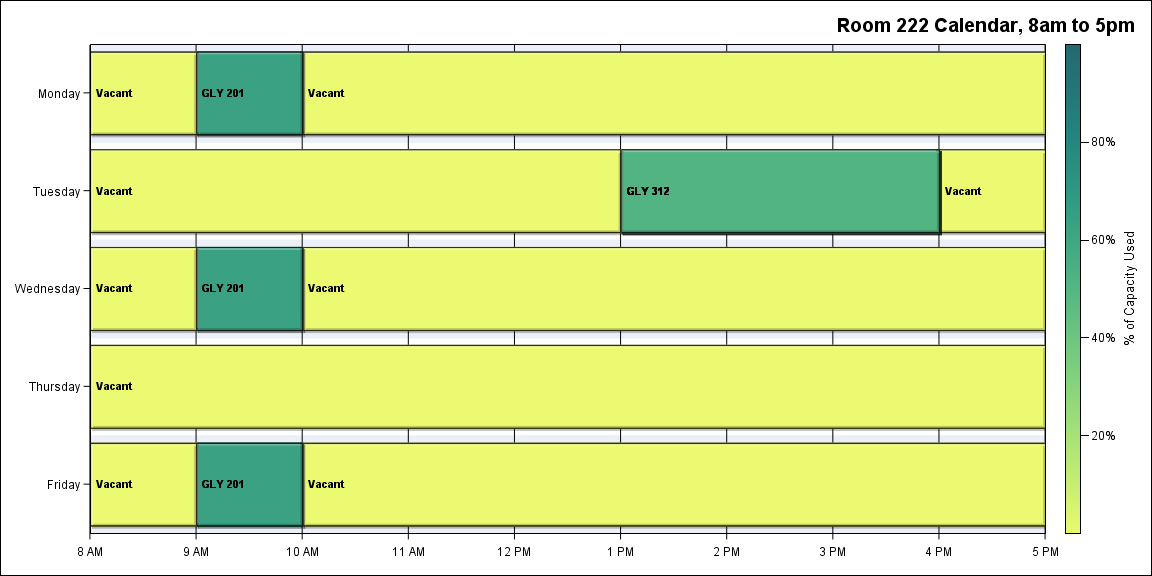 Room 222 Calendar, 8am to 5pm
Monday
Vacant
GLY 201
Vacant
Tuesday
Vacant
GLY 312
Vacant
Wednesday
Vacant
GLY 201
Vacant
Thursday
Vacant
Friday
Vacant
GLY 201
Vacant
8 AM
9 AM
10 AM
11 AM
12 PM
1 PM
2 PM
3 PM
4 PM
5 PM
80%
60%
40%
20%
% of Capacity Used